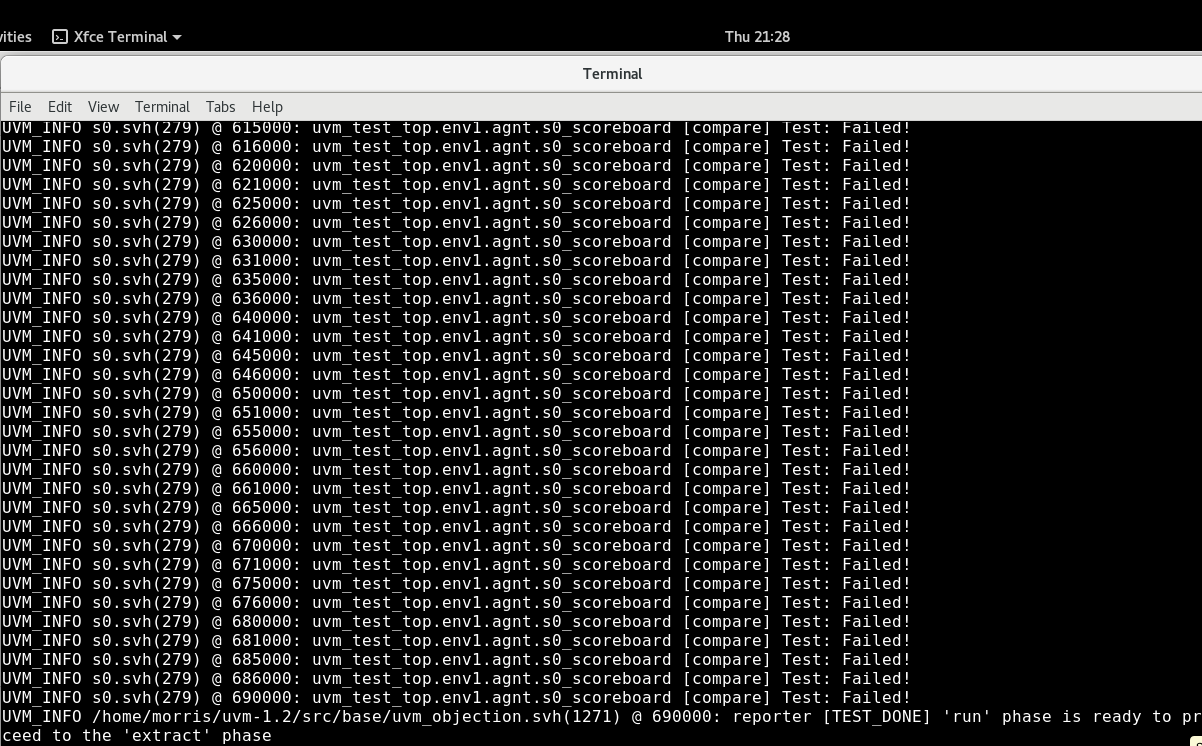 vities Xfce Terminal Thu 21:28
Terminal
File Edit View Terminal Tabs Help
UVM_INFO s0.svh(279) @ 615000: uvm_test_top.env1.agnt.s0_scoreboard [compare] Test: Failed!
UVM_INFO s0.svh(279) @ 616000: uvm_test_top.env1.agnt.s0_scoreboard [compare] Test: Failed!
UVM_INFO s0.svh(279) @ 620000: uvm_test_top.env1.agnt.s0_scoreboard [compare] Test: Failed!
UVM_INFO s0.svh(279) @ 621000: uvm_test_top.env1.agnt.s0_scoreboard [compare] Test: Failed!
UVM_INFO s0.svh(279) @ 625000: uvm_test_top.env1.agnt.s0_scoreboard [compare] Test: Failed!
UVM_INFO s0.svh(279) @ 626000: uvm_test_top.env1.agnt.s0_scoreboard [compare] Test: Failed!
UVM_INFO s0.svh(279) @ 630000: uvm_test_top.env1.agnt.s0_scoreboard [compare] Test: Failed!
UVM_INFO s0.svh(279) @ 631000: uvm_test_top.env1.agnt.s0_scoreboard [compare] Test: Failed!
UVM_INFO s0.svh(279) @ 635000: uvm_test_top.env1.agnt.s0_scoreboard [compare] Test: Failed!
UVM_INFO s0.svh(279) @ 636000: uvm_test_top.env1.agnt.s0_scoreboard [compare] Test: Failed!
UVM_INFO s0.svh(279) @ 640000: uvm_test_top.env1.agnt.s0_scoreboard [compare] Test: Failed!
UVM_INFO s0.svh(279) @ 641000: uvm_test_top.env1.agnt.s0_scoreboard [compare] Test: Failed!
UVM_INFO s0.svh(279) @ 645000: uvm_test_top.env1.agnt.s0_scoreboard [compare] Test: Failed!
UVM_INFO s0.svh(279) @ 646000: uvm_test_top.env1.agnt.s0_scoreboard [compare] Test: Failed!
UVM_INFO s0.svh(279) @ 650000: uvm_test_top.env1.agnt.s0_scoreboard [compare] Test: Failed!
UVM_INFO s0.svh(279) @ 651000: uvm_test_top.env1.agnt.s0_scoreboard [compare] Test: Failed!
UVM_INFO s0.svh(279) @ 655000: uvm_test_top.env1.agnt.s0_scoreboard [compare] Test: Failed!
UVM_INFO s0.svh(279) @ 656000: uvm_test_top.env1.agnt.s0_scoreboard [compare] Test: Failed!
UVM_INFO s0.svh(279) @ 660000: uvm_test_top.env1.agnt.s0_scoreboard [compare] Test: Failed!
UVM_INFO s0.svh(279) @ 661000: uvm_test_top.env1.agnt.s0_scoreboard [compare] Test: Failed!
UVM_INFO s0.svh(279) @ 665000: uvm_test_top.env1.agnt.s0_scoreboard [compare] Test: Failed!
UVM_INFO s0.svh(279) @ 666000: uvm_test_top.env1.agnt.s0_scoreboard [compare] Test: Failed!
UVM_INFO s0.svh(279) @ 670000: uvm_test_top.env1.agnt.s0_scoreboard [compare] Test: Failed!
UVM_INFO s0.svh(279) @ 671000: uvm_test_top.env1.agnt.s0_scoreboard [compare] Test: Failed!
UVM_INFO s0.svh(279) @ 675000: uvm_test_top.env1.agnt.s0_scoreboard [compare] Test: Failed!
UVM_INFO s0.svh(279) @ 676000: uvm_test_top.env1.agnt.s0_scoreboard [compare] Test: Failed!
UVM_INFO s0.svh(279) @ 680000: uvm_test_top.env1.agnt.s0_scoreboard [compare] Test: Failed!
UVM_INFO s0.svh(279) @ 681000: uvm_test_top.env1.agnt.s0_scoreboard [compare] Test: Failed!
UVM_INFO s0.svh(279) @ 685000: uvm_test_top.env1.agnt.s0_scoreboard [compare] Test: Failed!
UVM_INFO s0.svh(279) @ 686000: uvm_test_top.env1.agnt.s0_scoreboard [compare] Test: Failed!
UVM_INFO s0.svh(279) @ 690000: uvm_test_top.env1.agnt.s0_scoreboard [compare] Test: Failed!
UVM_INFO /home/morris/uvm-1.2/src/base/uvm_objection.svh(1271) @ 690000: reporter [TEST_DONE] 'run' phase is ready to pr
ceed to the 'extract' phase